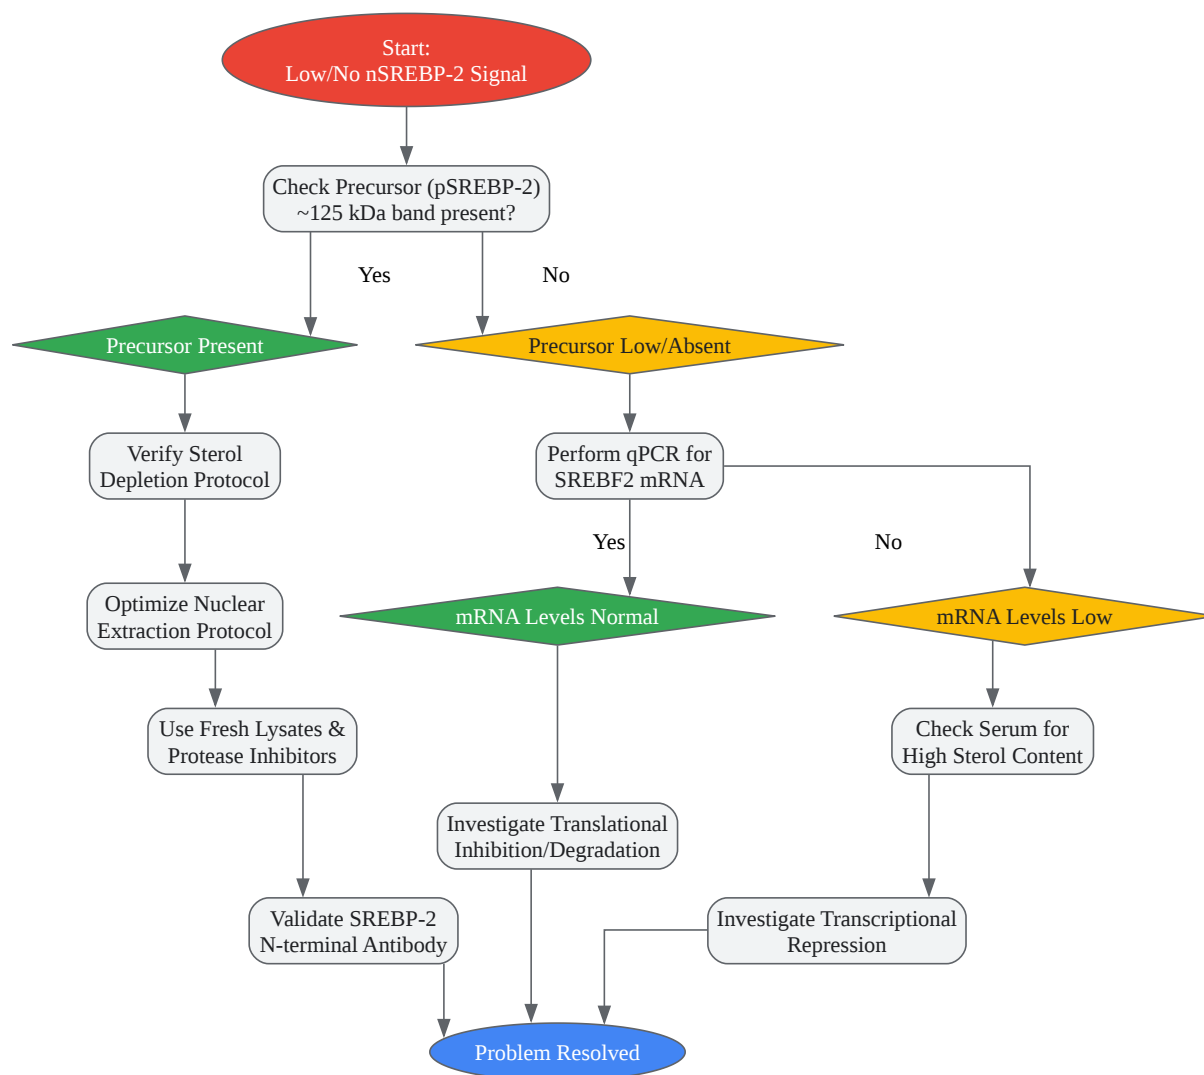 Start:
Low/No nSREBP-2 Signal
Check Precursor (pSREBP-2)
~125 kDa band present?
Yes
No
Precursor Present
Precursor Low/Absent
Verify Sterol
Depletion Protocol
Perform qPCR for
SREBF2 mRNA
Yes
No
Optimize Nuclear
Extraction Protocol
mRNA Levels Normal
mRNA Levels Low
Use Fresh Lysates &
Protease Inhibitors
Check Serum for
High Sterol Content
Investigate Translational
Inhibition/Degradation
Validate SREBP-2
N-terminal Antibody
Investigate Transcriptional
Repression
Problem Resolved